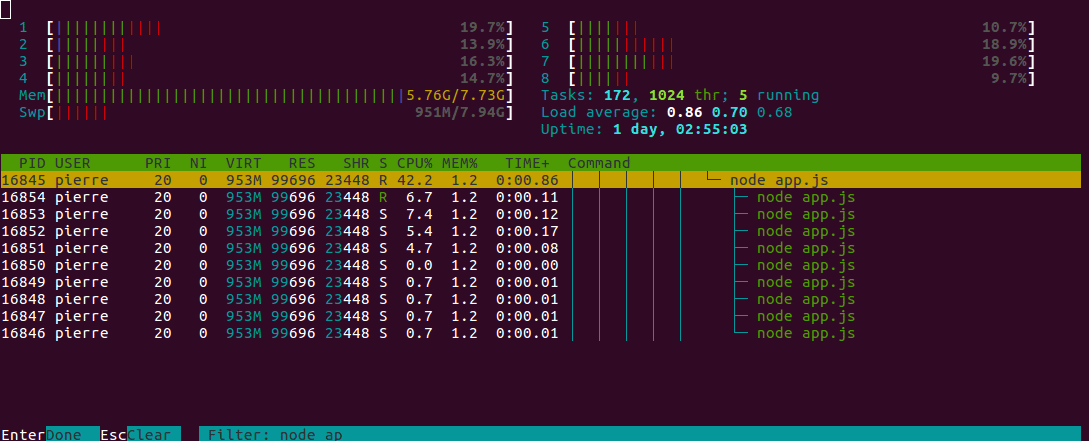 1 [||||||||||||| 19.7%] 5 [||||||| 10.7%]
2 [||||||||| 13.9%] 6 [|||||||||||| 18.9%]
3 [|||||||||| 16.3%] 7 [|||||||||||| 19.6%]
4 [||||||||| 14.7%] 8 [|||||| 9.7%]
Mem[|||||||||||||||||||||||||||||||||||||||5.76G/7.73G] Tasks: 172, 1024 thr; 5 running
Swp[|||||| 951M/7.94G] Load average: 0.86 0.70 0.68
Uptime: 1 day, 02:55:03
PID USER PRI NI VIRT RES SHR S CPU% MEM% TIME+ Command
16845 pierre 20 0 953M 99696 23448 R 42.2 1.2 0:00.86 │ │ │ │ │ └─ node app.js
16854 pierre 20 0 953M 99696 23448 R 6.7 1.2 0:00.11 │ │ │ │ │ ├─ node app.js
16853 pierre 20 0 953M 99696 23448 S 7.4 1.2 0:00.12 │ │ │ │ │ ├─ node app.js
16852 pierre 20 0 953M 99696 23448 S 5.4 1.2 0:00.17 │ │ │ │ │ ├─ node app.js
16851 pierre 20 0 953M 99696 23448 S 4.7 1.2 0:00.08 │ │ │ │ │ ├─ node app.js
16850 pierre 20 0 953M 99696 23448 S 0.0 1.2 0:00.00 │ │ │ │ │ ├─ node app.js
16849 pierre 20 0 953M 99696 23448 S 0.7 1.2 0:00.01 │ │ │ │ │ ├─ node app.js
16848 pierre 20 0 953M 99696 23448 S 0.7 1.2 0:00.01 │ │ │ │ │ ├─ node app.js
16847 pierre 20 0 953M 99696 23448 S 0.7 1.2 0:00.01 │ │ │ │ │ ├─ node app.js
16846 pierre 20 0 953M 99696 23448 S 0.7 1.2 0:00.01 │ │ │ │ │ └─ node app.js
EnterDone EscClear Filter: node ap